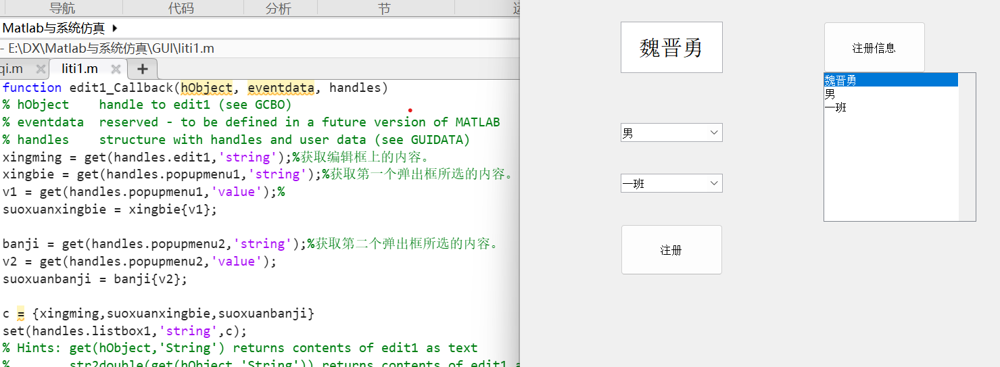 导航 代码 分析 节
Matlab与系统仿真
- E:\DX\Matlab与系统仿真\GUI\liti1.m
qi.m liti1.m
function edit1_Callback(hObject, eventdata, handles)
% hObject    handle to edit1 (see GCBO)
% eventdata  reserved - to be defined in a future version of MATLAB
% handles    structure with handles and user data (see GUIDATA)
xingming = get(handles.edit1,'string');%获取编辑框上的内容。
xingbie = get(handles.popupmenu1,'string');%获取第一个弹出框所选的内容。
v1 = get(handles.popupmenu1,'value');%
suoxuanxingbie = xingbie{v1};
banji = get(handles.popupmenu2,'string');%获取第二个弹出框所选的内容。
v2 = get(handles.popupmenu2,'value');
suoxuanbanji = banji{v2};
c = {xingming,suoxuanxingbie,suoxuanbanji}
set(handles.listbox1,'string',c);
% Hints: get(hObject,'String') returns contents of edit1 as text
%        str2double(get(hObject,'String')) returns contents of edit1 a
魏晋勇
男
一班
注册
注册信息
魏晋勇
男
一班